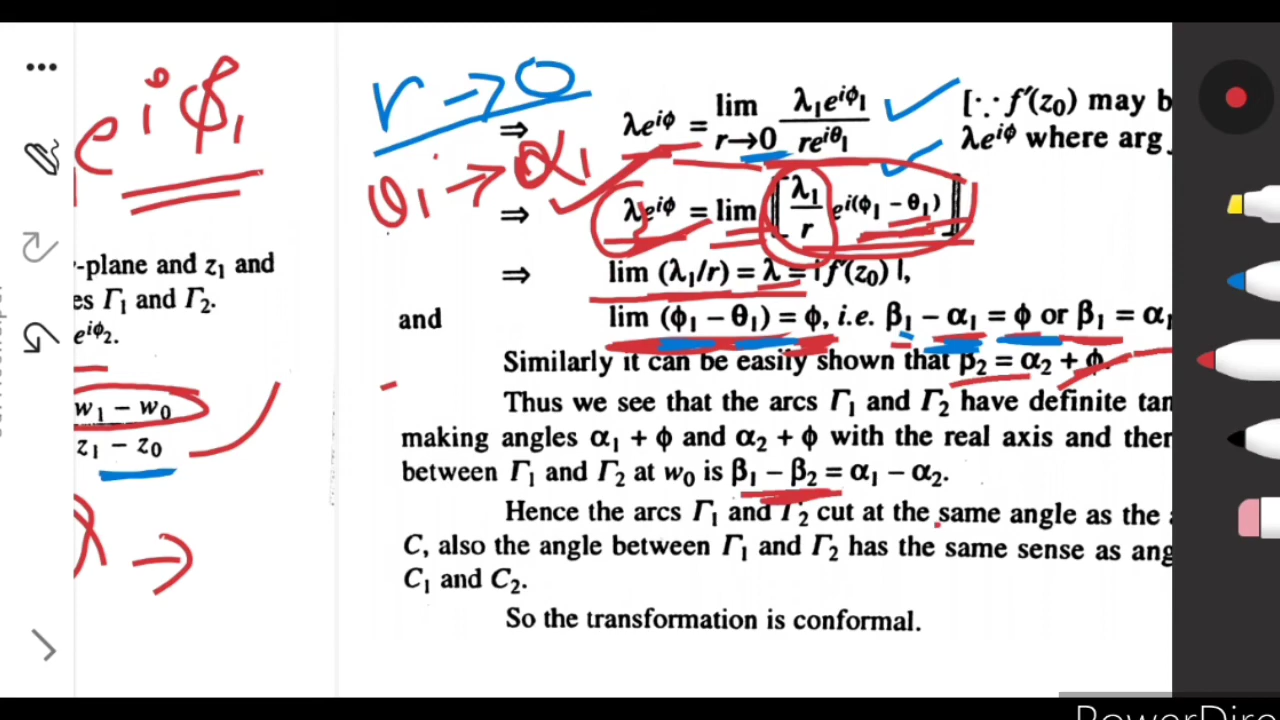 e^{iϕ₁}
-plane and z₁ and
es Γ₁ and Γ₂.
e^{iϕ₂}.
w₁ − w₀
z₁ − z₀
λ →
r → 0
θ₁ → α₁
⇒ λe^{iϕ} = lim r→0 λ₁e^{iϕ₁} / re^{iθ₁} [∵ f′(z₀) may b
λe^{iϕ} where arg
⇒ λe^{iϕ} = lim [ λ₁/r e^{i(ϕ₁ − θ₁)} ]
⇒ lim (λ₁/r) = λ = | f′(z₀) |,
and lim (ϕ₁ − θ₁) = ϕ, i.e. β₁ − α₁ = ϕ or β₁ = α₁
Similarly it can be easily shown that β₂ = α₂ + ϕ.
Thus we see that the arcs Γ₁ and Γ₂ have definite tan
making angles α₁ + ϕ and α₂ + ϕ with the real axis and ther
between Γ₁ and Γ₂ at w₀ is β₁ − β₂ = α₁ − α₂.
Hence the arcs Γ₁ and Γ₂ cut at the same angle as the
C, also the angle between Γ₁ and Γ₂ has the same sense as ang
C₁ and C₂.
So the transformation is conformal.
PowerDire